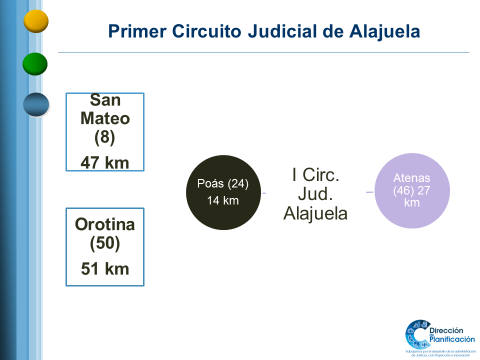 Primer Circuito Judicial de Alajuela
San
Mateo
(8)
47 km
Orotina
(50)
51 km
Poás (24)
14 km
I Circ.
Jud.
Alajuela
Atenas
(46) 27
km
Dirección
Planificación